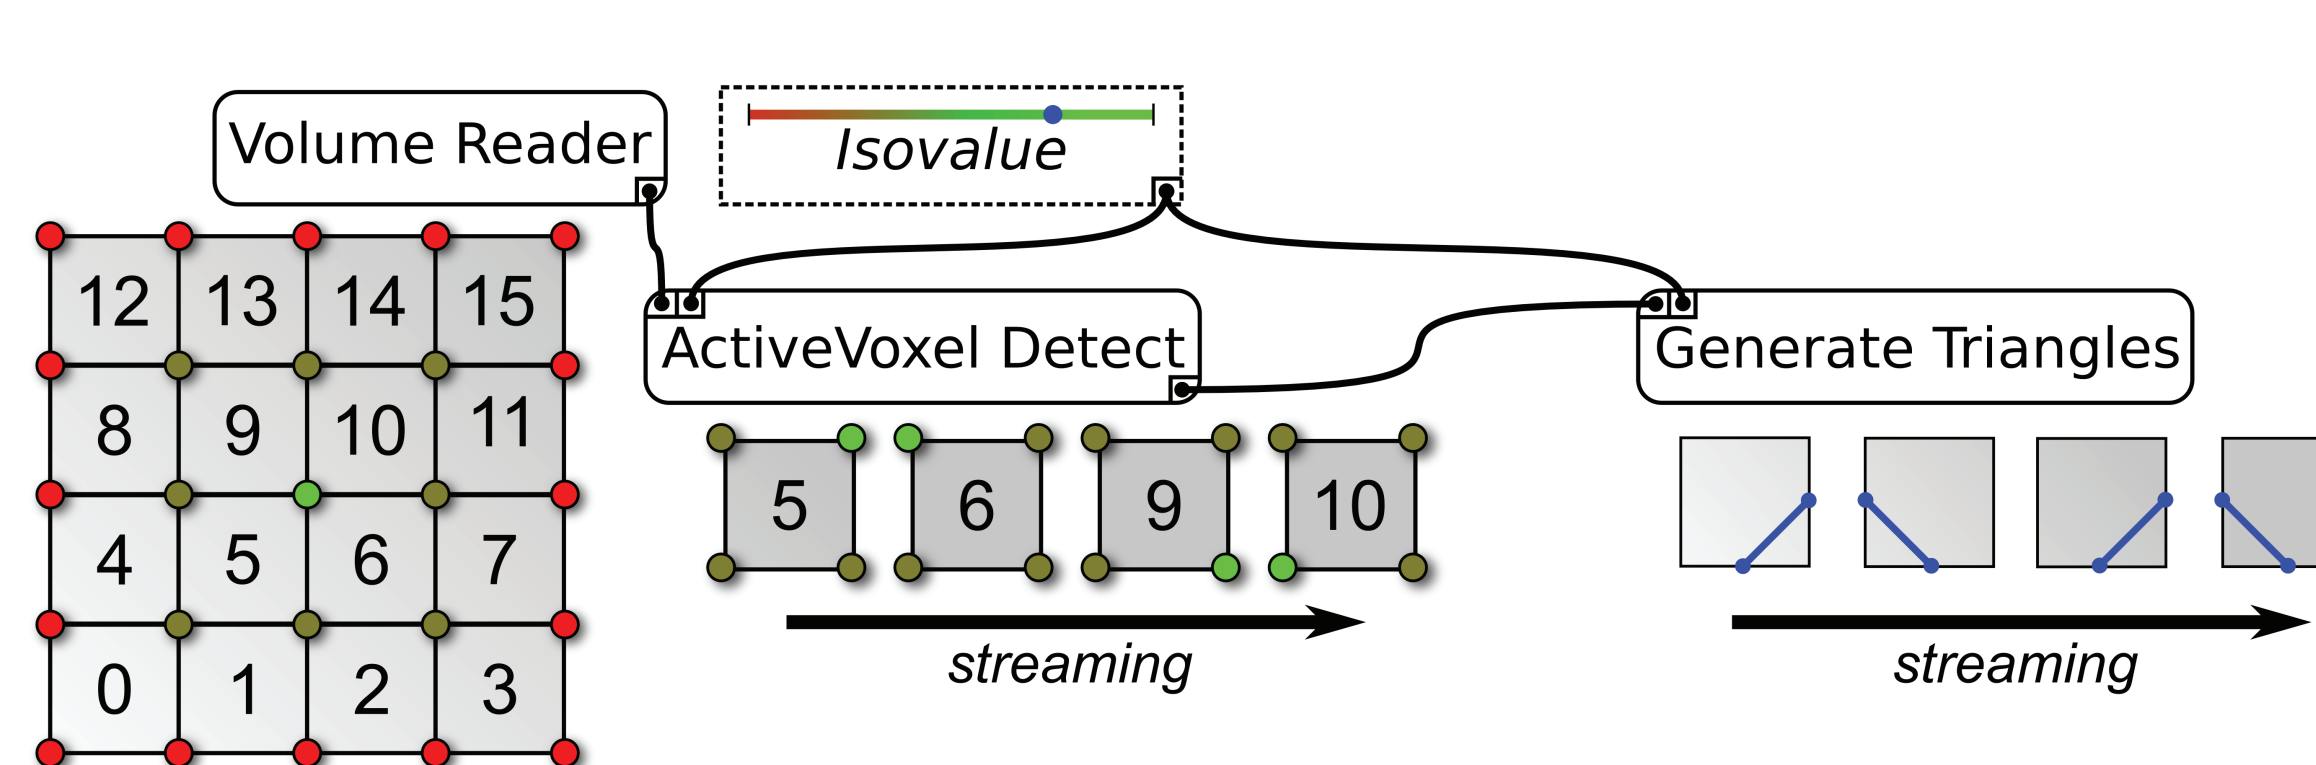 Volume Reader
Isovalue
12 13 14 15
8 9 10 11
4 5 6 7
0 1 2 3
ActiveVoxel Detect
5 6 9 10
streaming
Generate Triangles
streaming